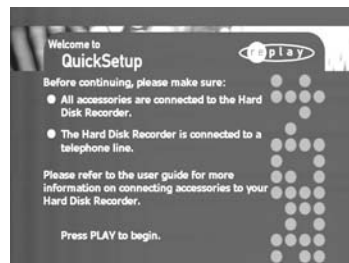 Welcome to
QuickSetup
replay
Before continuing, please make sure:
All accessories are connected to the Hard
Disk Recorder.
The Hard Disk Recorder is connected to a
telephone line.
Please refer to the user guide for more
information on connecting accessories to your
Hard Disk Recorder.
Press PLAY to begin.